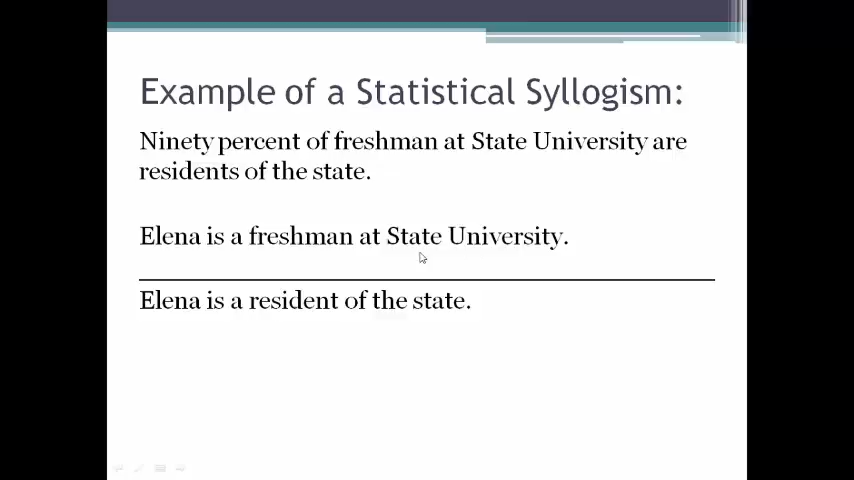 Example of a Statistical Syllogism:
Ninety percent of freshman at State University are
residents of the state.
Elena is a freshman at State University.
Elena is a resident of the state.